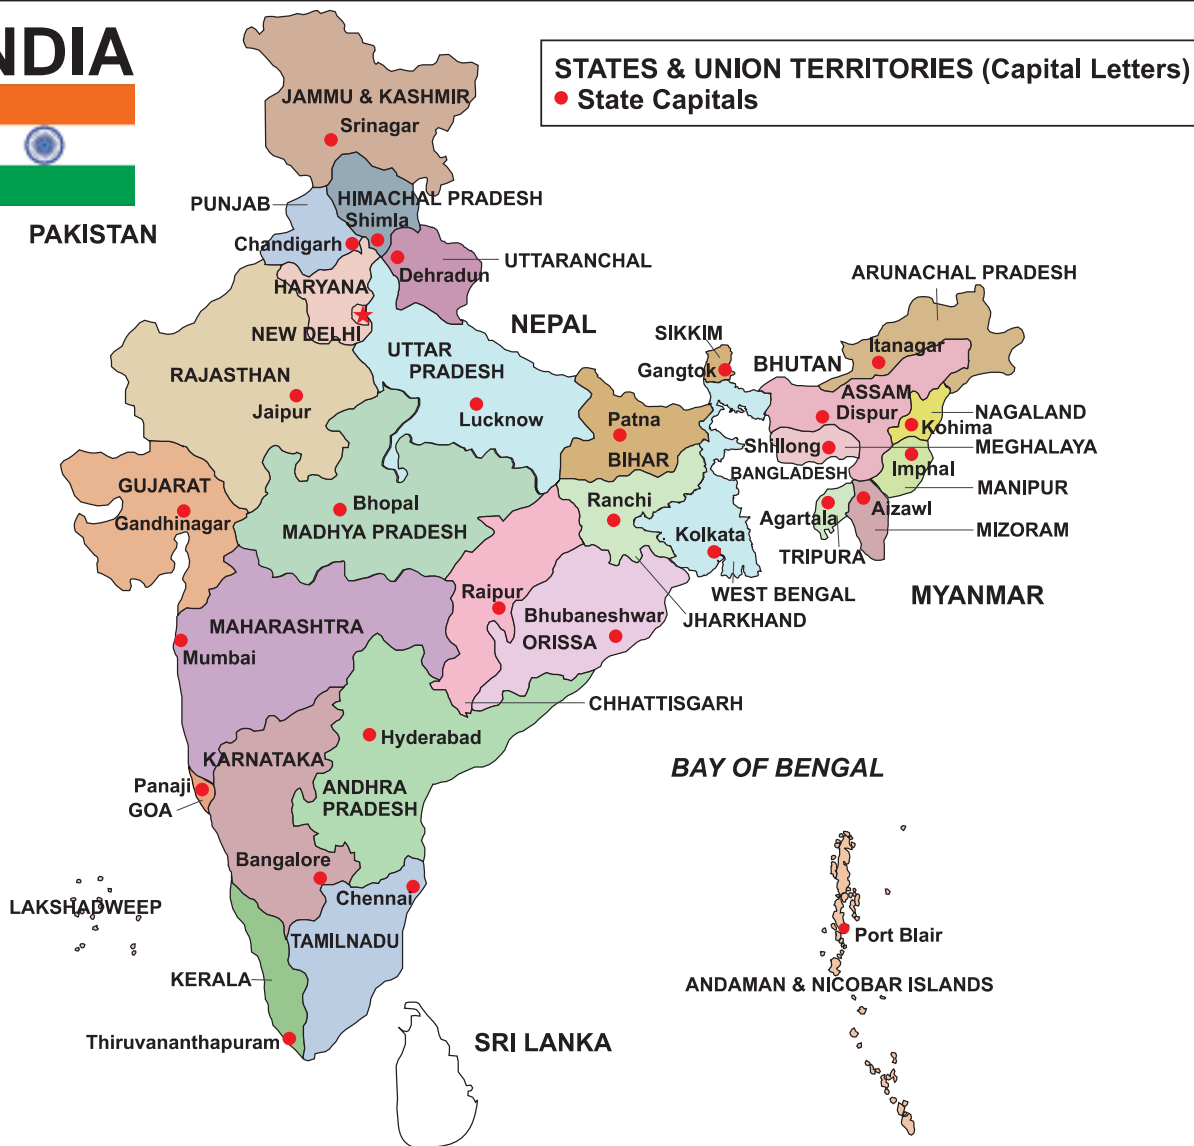 NDIA
STATES & UNION TERRITORIES (Capital Letters)
State Capitals
JAMMU & KASHMIR
Srinagar
PUNJAB
HIMACHAL PRADESH
Shimla
PAKISTAN
Chandigarh
UTTARANCHAL
Dehradun
HARYANA
ARUNACHAL PRADESH
NEW DELHI
NEPAL
SIKKIM
Itanagar
UTTAR
PRADESH
BHUTAN
Gangtok
RAJASTHAN
ASSAM
Jaipur
Lucknow
Patna
Dispur
NAGALAND
Kohima
Shillong
MEGHALAYA
BIHAR
BANGLADESH
Imphal
GUJARAT
MANIPUR
Gandhinagar
Bhopal
Ranchi
Agartala
Aizawl
MADHYA PRADESH
Kolkata
MIZORAM
TRIPURA
Raipur
WEST BENGAL
MYANMAR
Bhubaneshwar
JHARKHAND
MAHARASHTRA
ORISSA
Mumbai
CHHATTISGARH
Hyderabad
KARNATAKA
BAY OF BENGAL
Panaji
GOA
ANDHRA
PRADESH
Bangalore
Chennai
LAKSHADWEEP
TAMILNADU
Port Blair
KERALA
ANDAMAN & NICOBAR ISLANDS
Thiruvananthapuram
SRI LANKA